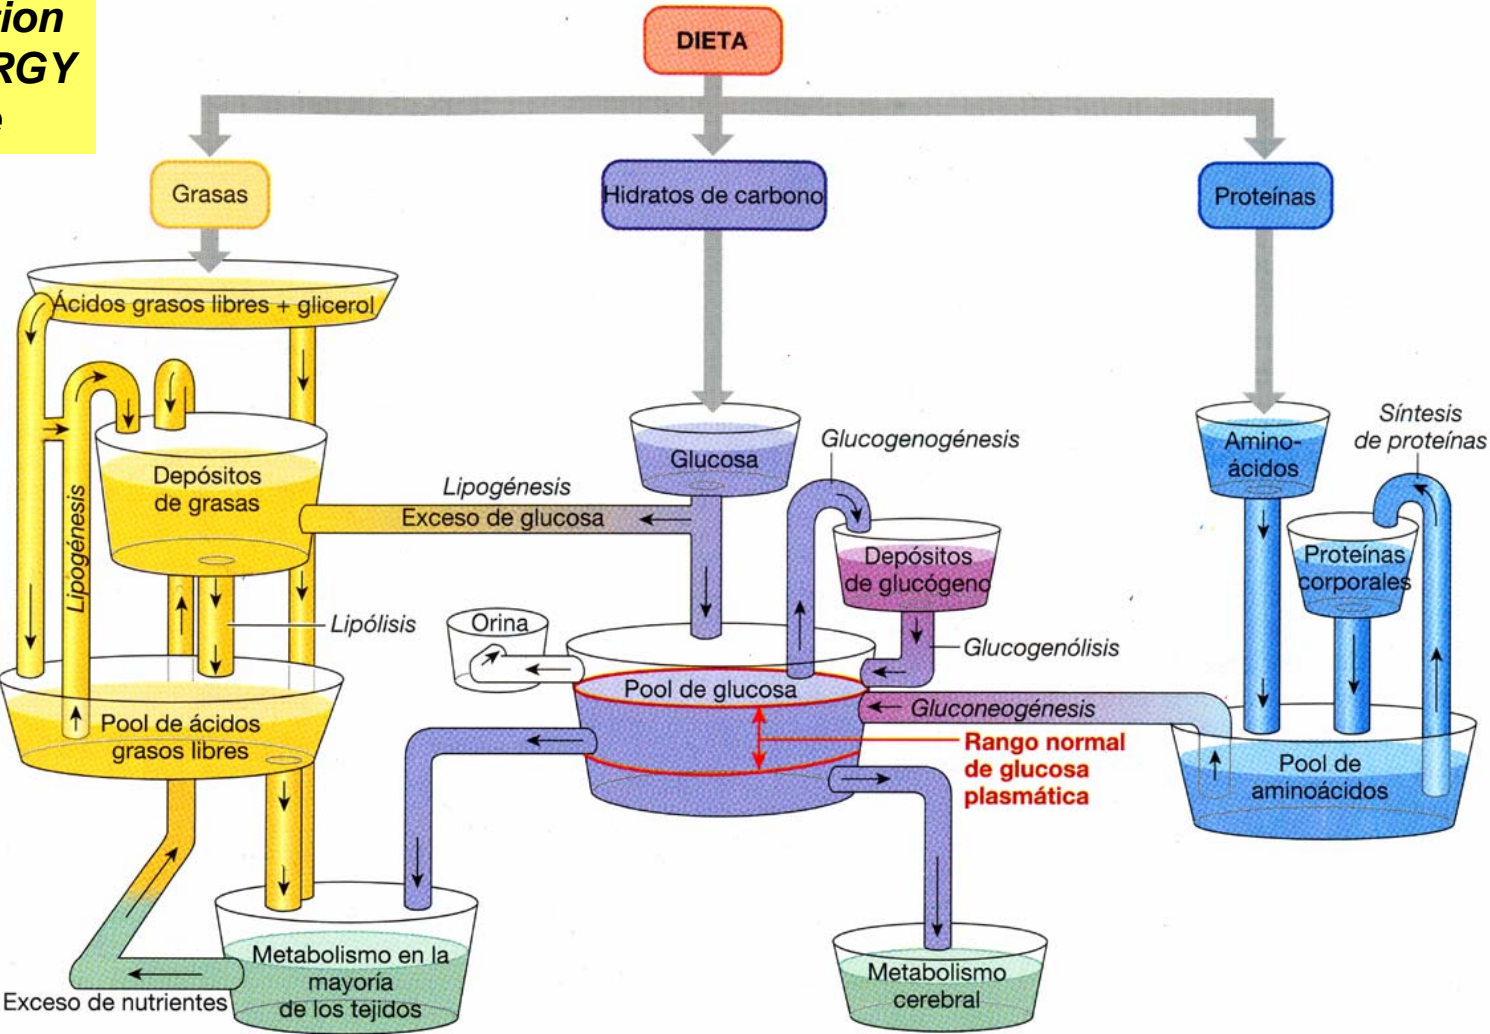 tion
RGY
e
DIETA
Grasas
Hidratos de carbono
Proteínas
Ácidos grasos libres + glicerol
Depósitos
de grasas
Lipogénesis
Lipólisis
Pool de ácidos
grasos libres
Lipogénesis
Exceso de glucosa
Glucosa
Glucogenogénesis
Depósitos
de glucógeno
Glucogenólisis
Orina
Pool de glucosa
Gluconeogénesis
Rango normal
de glucosa
plasmática
Amino-
ácidos
Síntesis
de proteínas
Proteínas
corporales
Pool de
aminoácidos
Metabolismo en la
mayoría
de los tejidos
Exceso de nutrientes
Metabolismo
cerebral